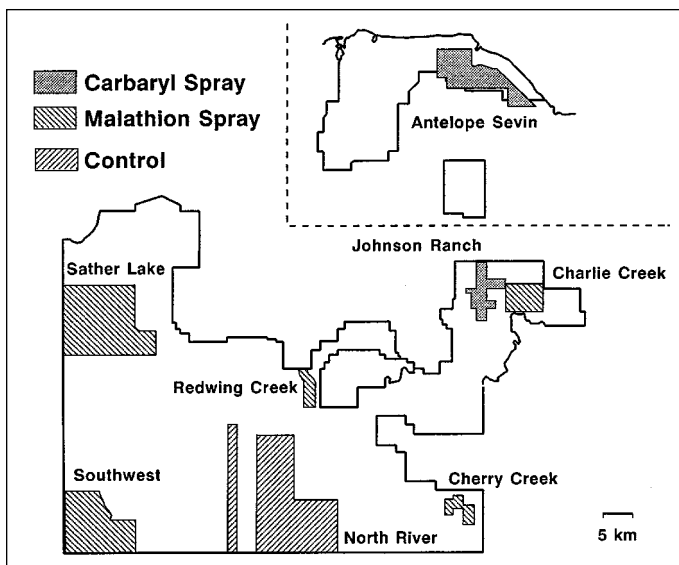 Carbaryl Spray
Malathion Spray
Control
Antelope Sevin
Johnson Ranch
Sather Lake
Charlie Creek
Redwing Creek
Southwest
Cherry Creek
North River
5 km